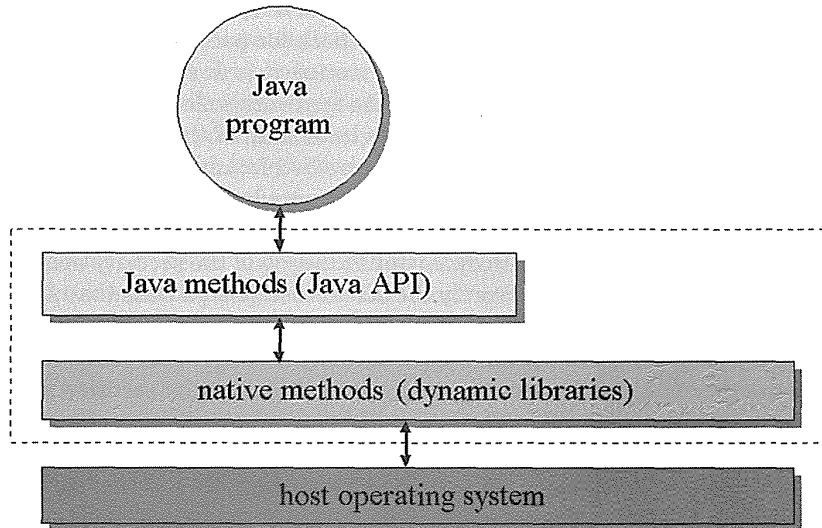 Java
program
Java methods (Java API)
native methods (dynamic libraries)
host operating system